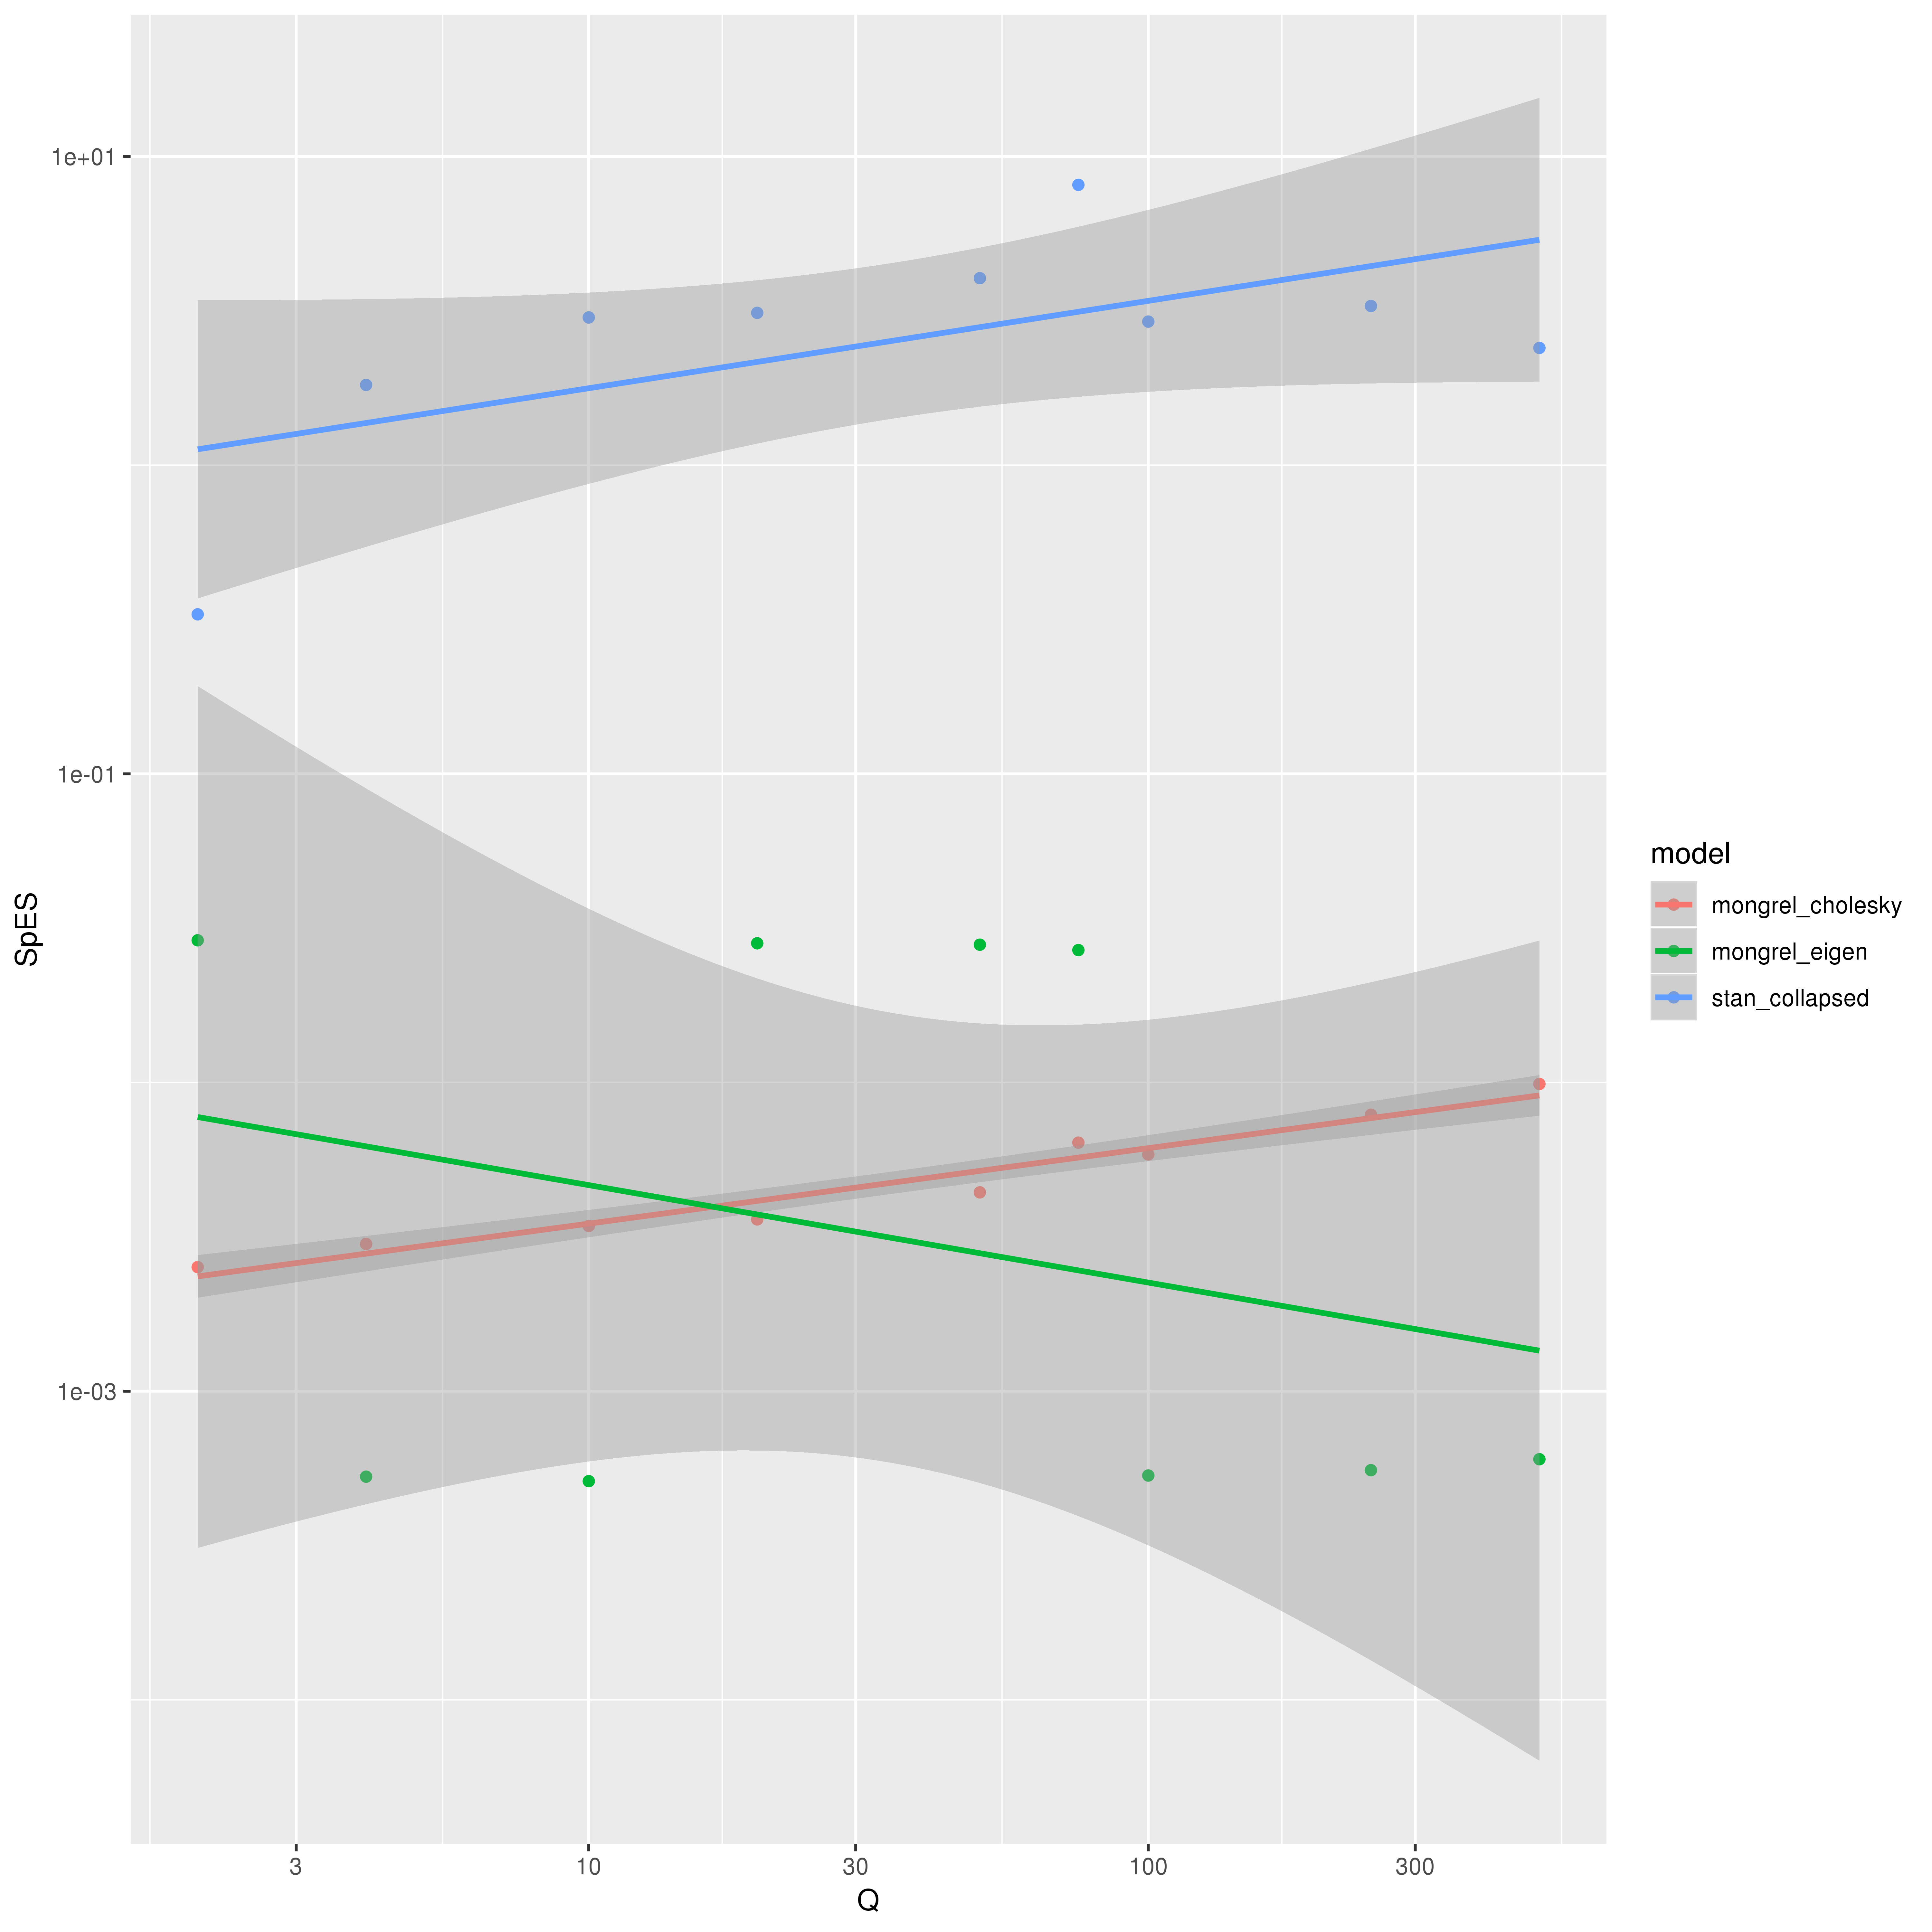 1e+01
1e-01
1e-03
SpES
3
10
30
100
300
Q
model
mongrel_cholesky
mongrel_eigen
stan_collapsed